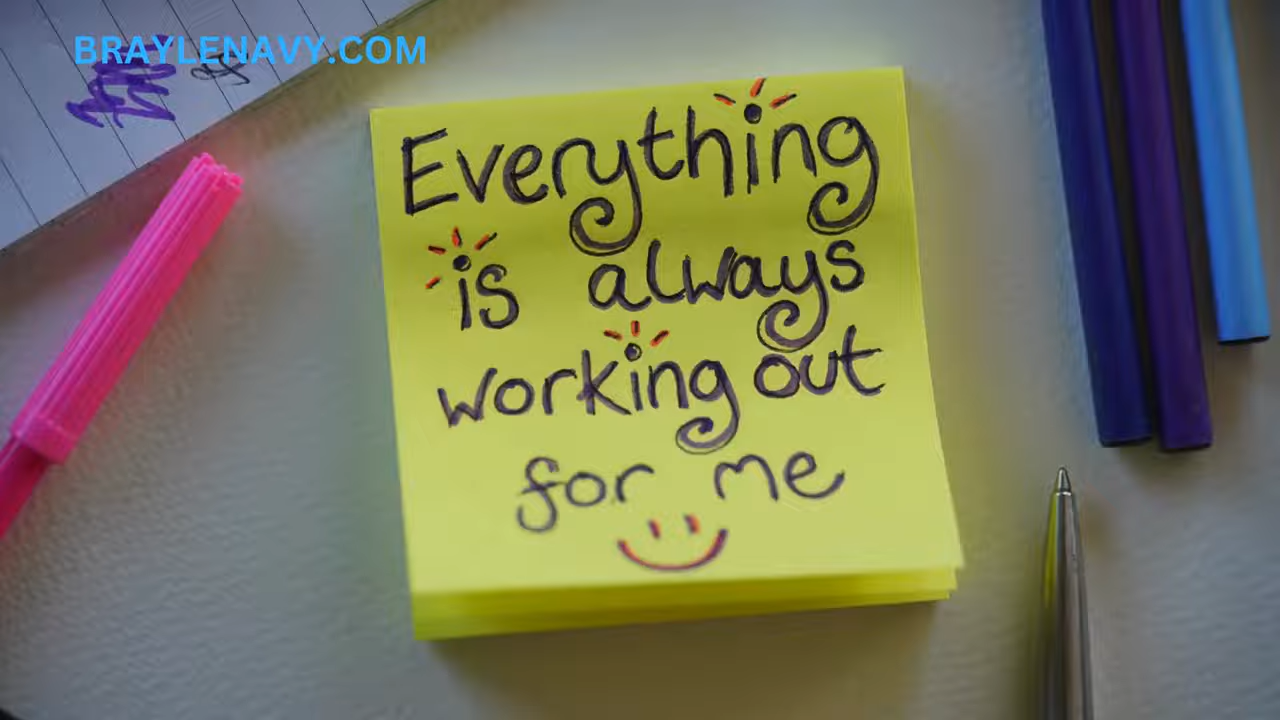 BRAYLENAVY.COM
Everything
is always
working out
for me